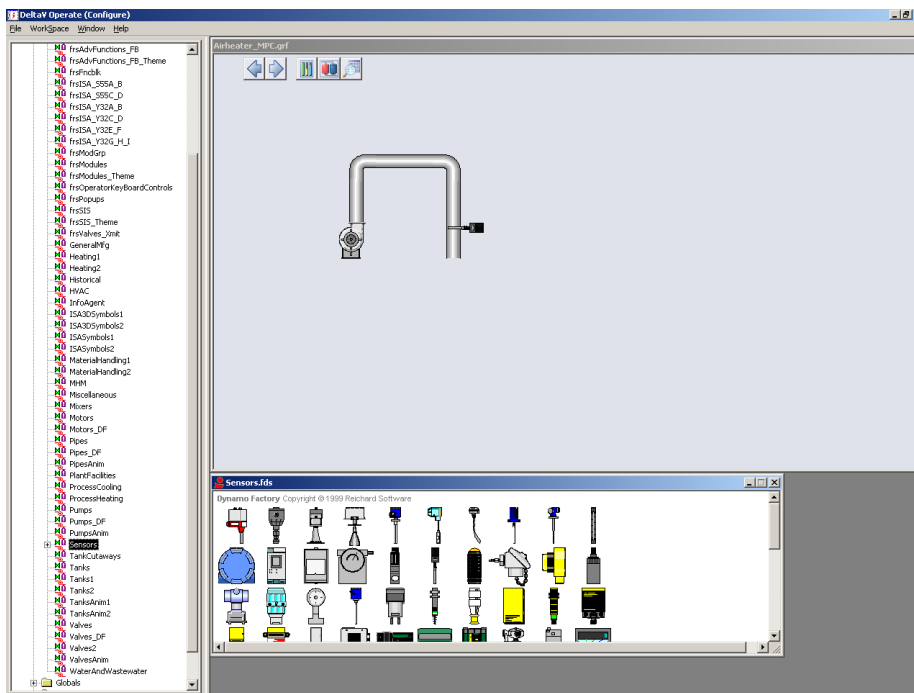 DeltaV Operate (Configure)
File WorkSpace Window Help
frsAdvFunctions_FB
frsAdvFunctions_FB_Theme
frsFncblk
frsISA_S55A_B
frsISA_S55C_D
frsISA_Y32A_B
frsISA_Y32C_D
frsISA_Y32E_F
frsISA_Y32G_H_I
frsModGrp
frsModules
frsModules_Theme
frsOperatorKeyBoardControls
frsPopups
frsSIS
frsSIS_Theme
frsValves_Xmit
GeneralMfg
Heating1
Heating2
Historical
HVAC
InfoAgent
ISA3DSymbols1
ISA3DSymbols2
ISASymbols1
ISASymbols2
MaterialHandling1
MaterialHandling2
MHM
Miscellaneous
Mixers
Motors
Motors_DF
Pipes
Pipes_DF
PipesAnim
PlantFacilities
ProcessCooling
ProcessHeating
Pumps
Pumps_DF
PumpsAnim
Sensors
TankCutaways
Tanks
Tanks1
Tanks2
TanksAnim1
TanksAnim2
Valves
Valves_DF
Valves2
ValvesAnim
WaterAndWastewater
Globals
Airheater_MPC.grf
Sensors.fds
Dynamo Factory Copyright © 1999 Reichard Software